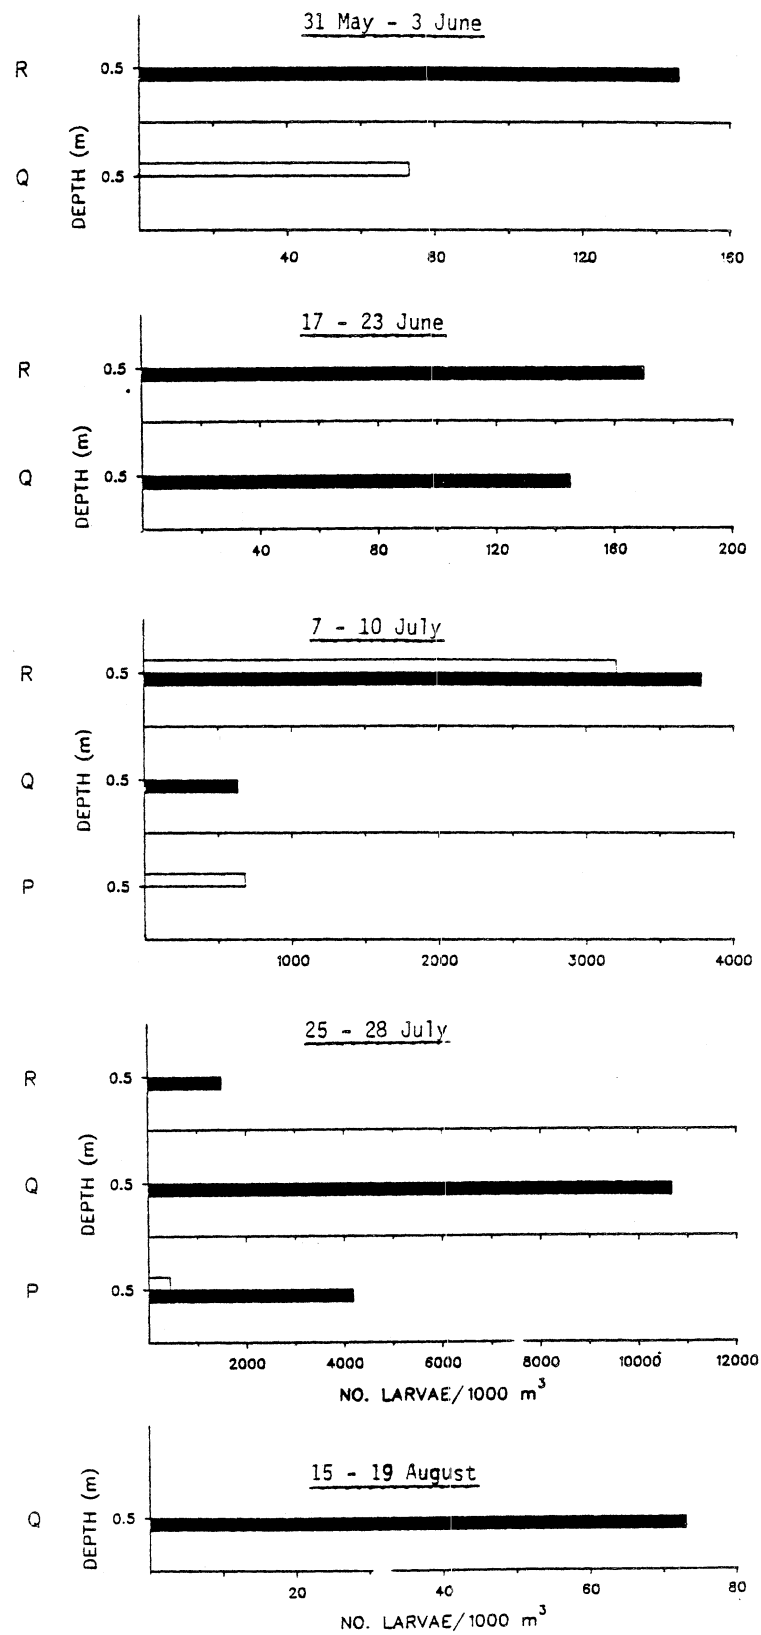 31 May - 3 June
R 0.5
DEPTH (m)
Q 0.5
40 80 120 160
17 - 23 June
R 0.5
DEPTH (m)
Q 0.5
40 80 120 160 200
7 - 10 July
R 0.5
DEPTH (m)
Q 0.5
P 0.5
1000 2000 3000 4000
25 - 28 July
R 0.5
DEPTH (m)
Q 0.5
P 0.5
2000 4000 6000 8000 10000 12000
NO. LARVAE/1000 m³
15 - 19 August
DEPTH (m)
Q 0.5
20 40 60 80
NO. LARVAE/1000 m³